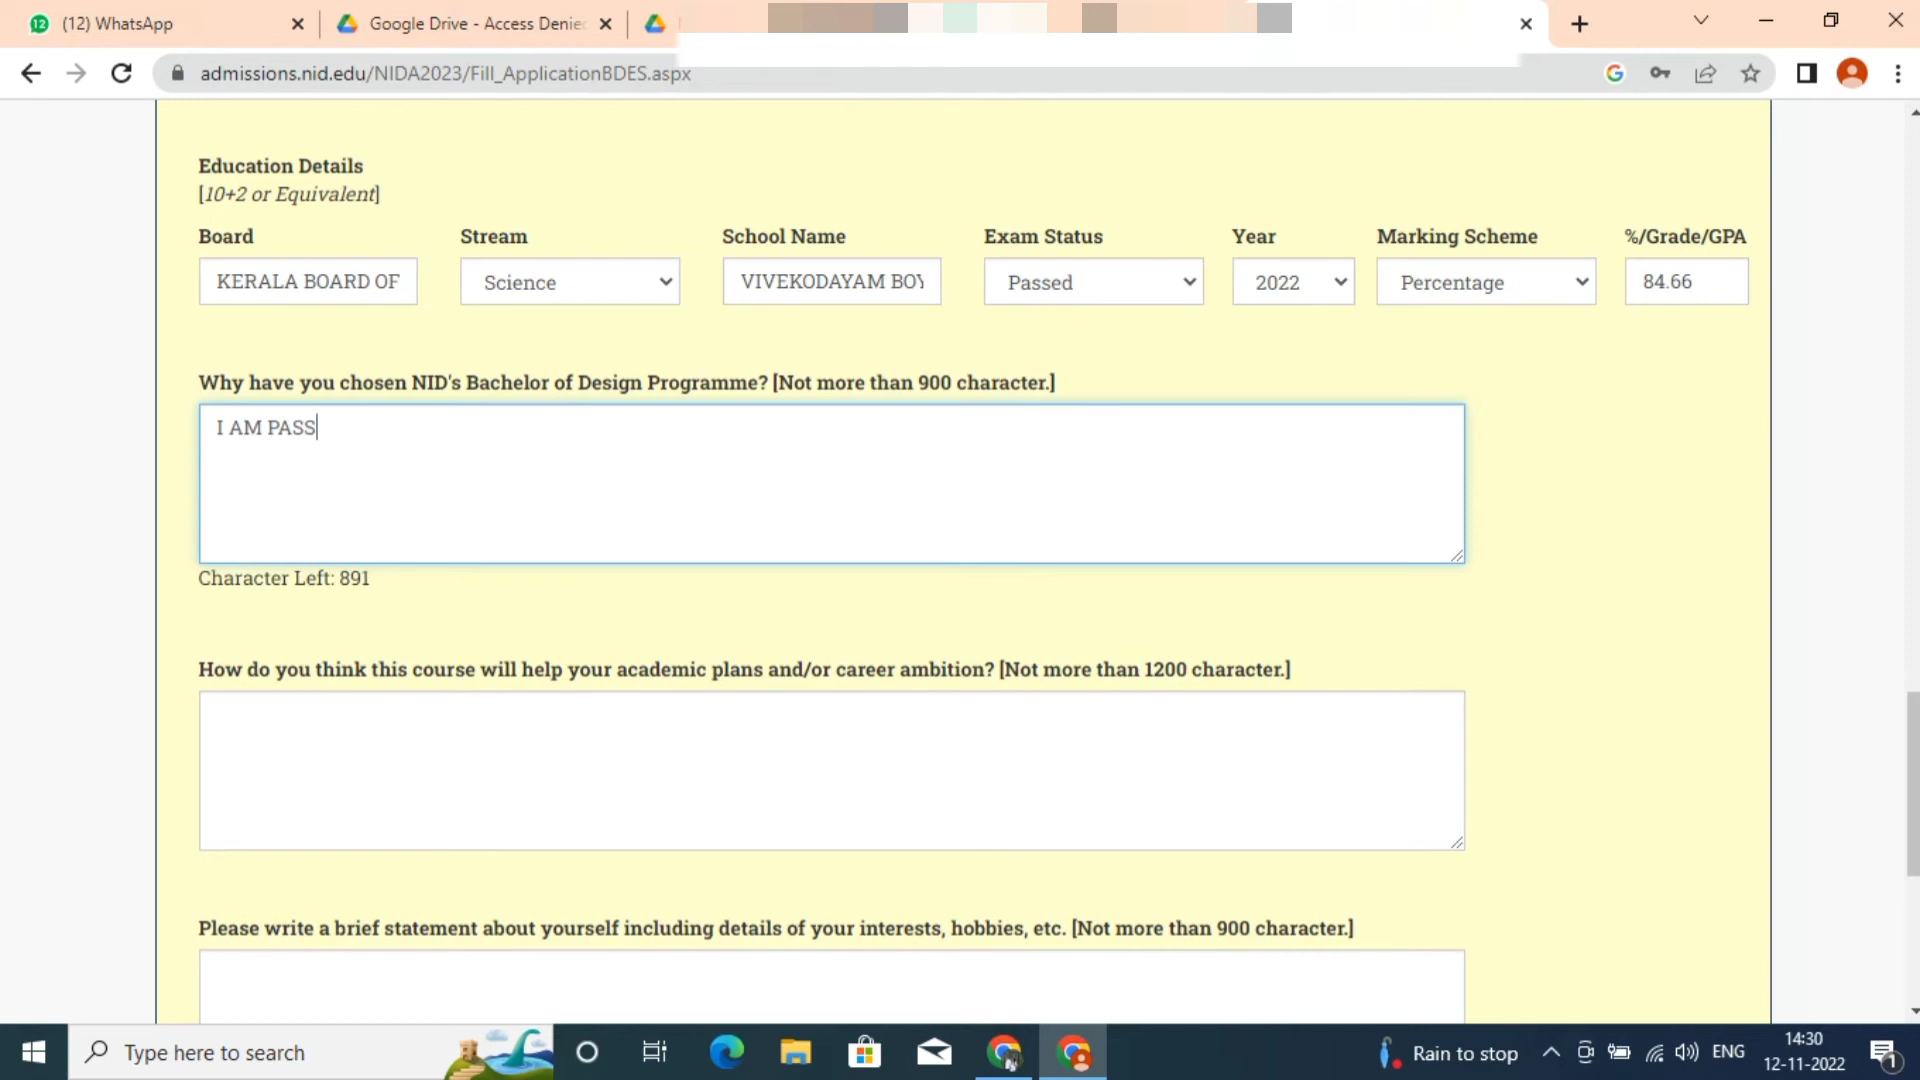 12 (12) WhatsApp
Google Drive - Access Denied
admissions.nid.edu/NIDA2023/Fill_ApplicationBDES.aspx
Education Details
[10+2 or Equivalent]
Board Stream School Name Exam Status Year Marking Scheme %/Grade/GPA
KERALA BOARD OF Science VIVEKODAYAM BOY Passed 2022 Percentage 84.66
Why have you chosen NID's Bachelor of Design Programme? [Not more than 900 character.]
I AM PASS
Character Left: 891
How do you think this course will help your academic plans and/or career ambition? [Not more than 1200 character.]
Please write a brief statement about yourself including details of your interests, hobbies, etc. [Not more than 900 character.]
Type here to search
Rain to stop
ENG
14:30
12-11-2022
1